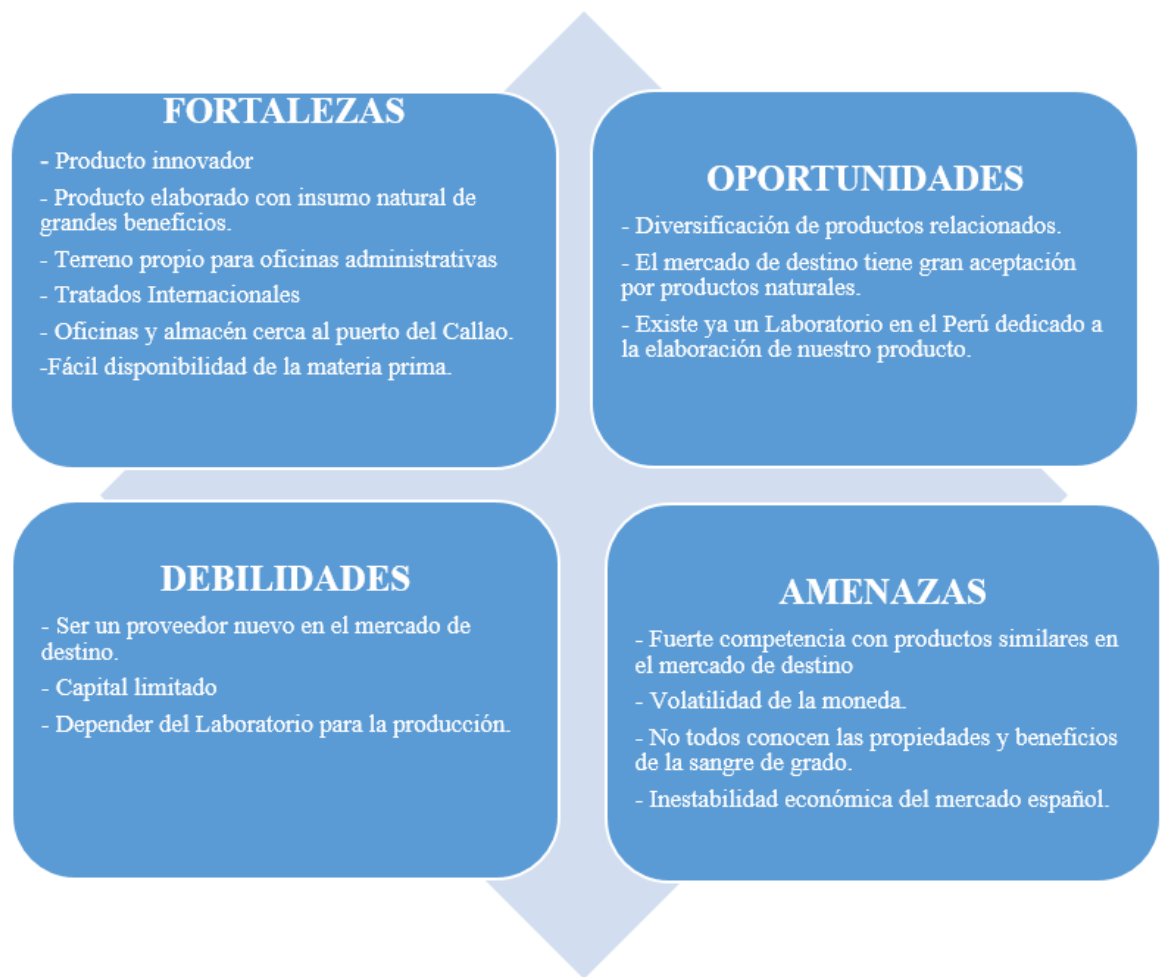 FORTALEZAS
- Producto innovador
- Producto elaborado con insumo natural de
grandes beneficios.
- Terreno propio para oficinas administrativas
- Tratados Internacionales
- Oficinas y almacén cerca al puerto del Callao.
-Fácil disponibilidad de la materia prima.
OPORTUNIDADES
- Diversificación de productos relacionados.
- El mercado de destino tiene gran aceptación
por productos naturales.
- Existe ya un Laboratorio en el Perú dedicado a
la elaboración de nuestro producto.
DEBILIDADES
- Ser un proveedor nuevo en el mercado de
destino.
- Capital limitado
- Depender del Laboratorio para la producción.
AMENAZAS
- Fuerte competencia con productos similares en
el mercado de destino
- Volatilidad de la moneda.
- No todos conocen las propiedades y beneficios
de la sangre de grado.
- Inestabilidad económica del mercado español.